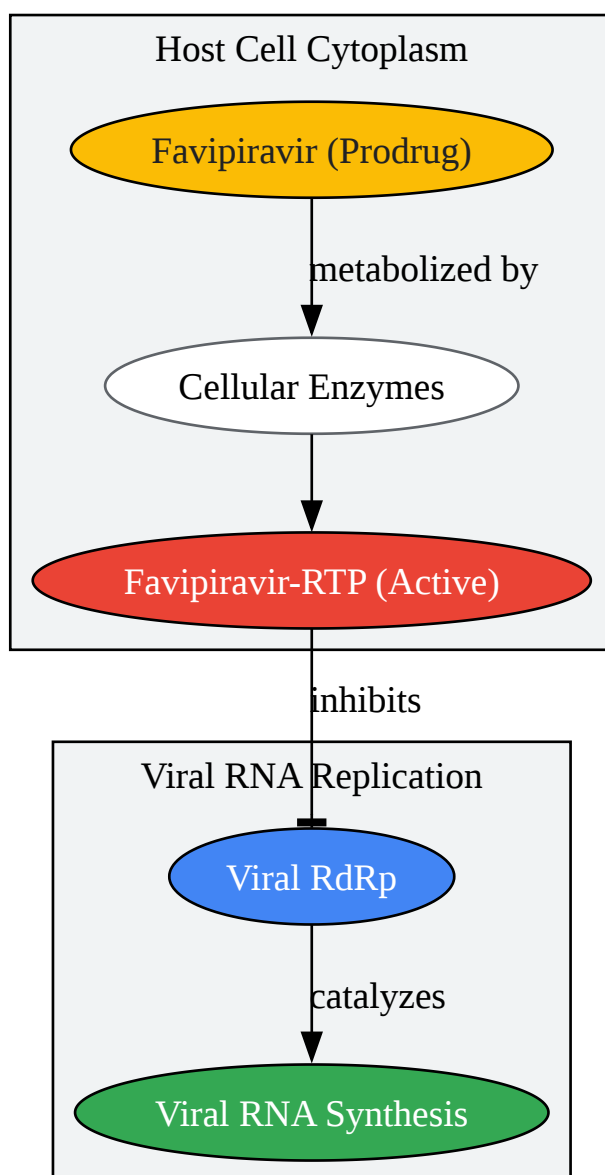 Host Cell Cytoplasm
Favipiravir (Prodrug)
metabolized by
Cellular Enzymes
Favipiravir-RTP (Active)
inhibits
Viral RNA Replication
Viral RdRp
catalyzes
Viral RNA Synthesis